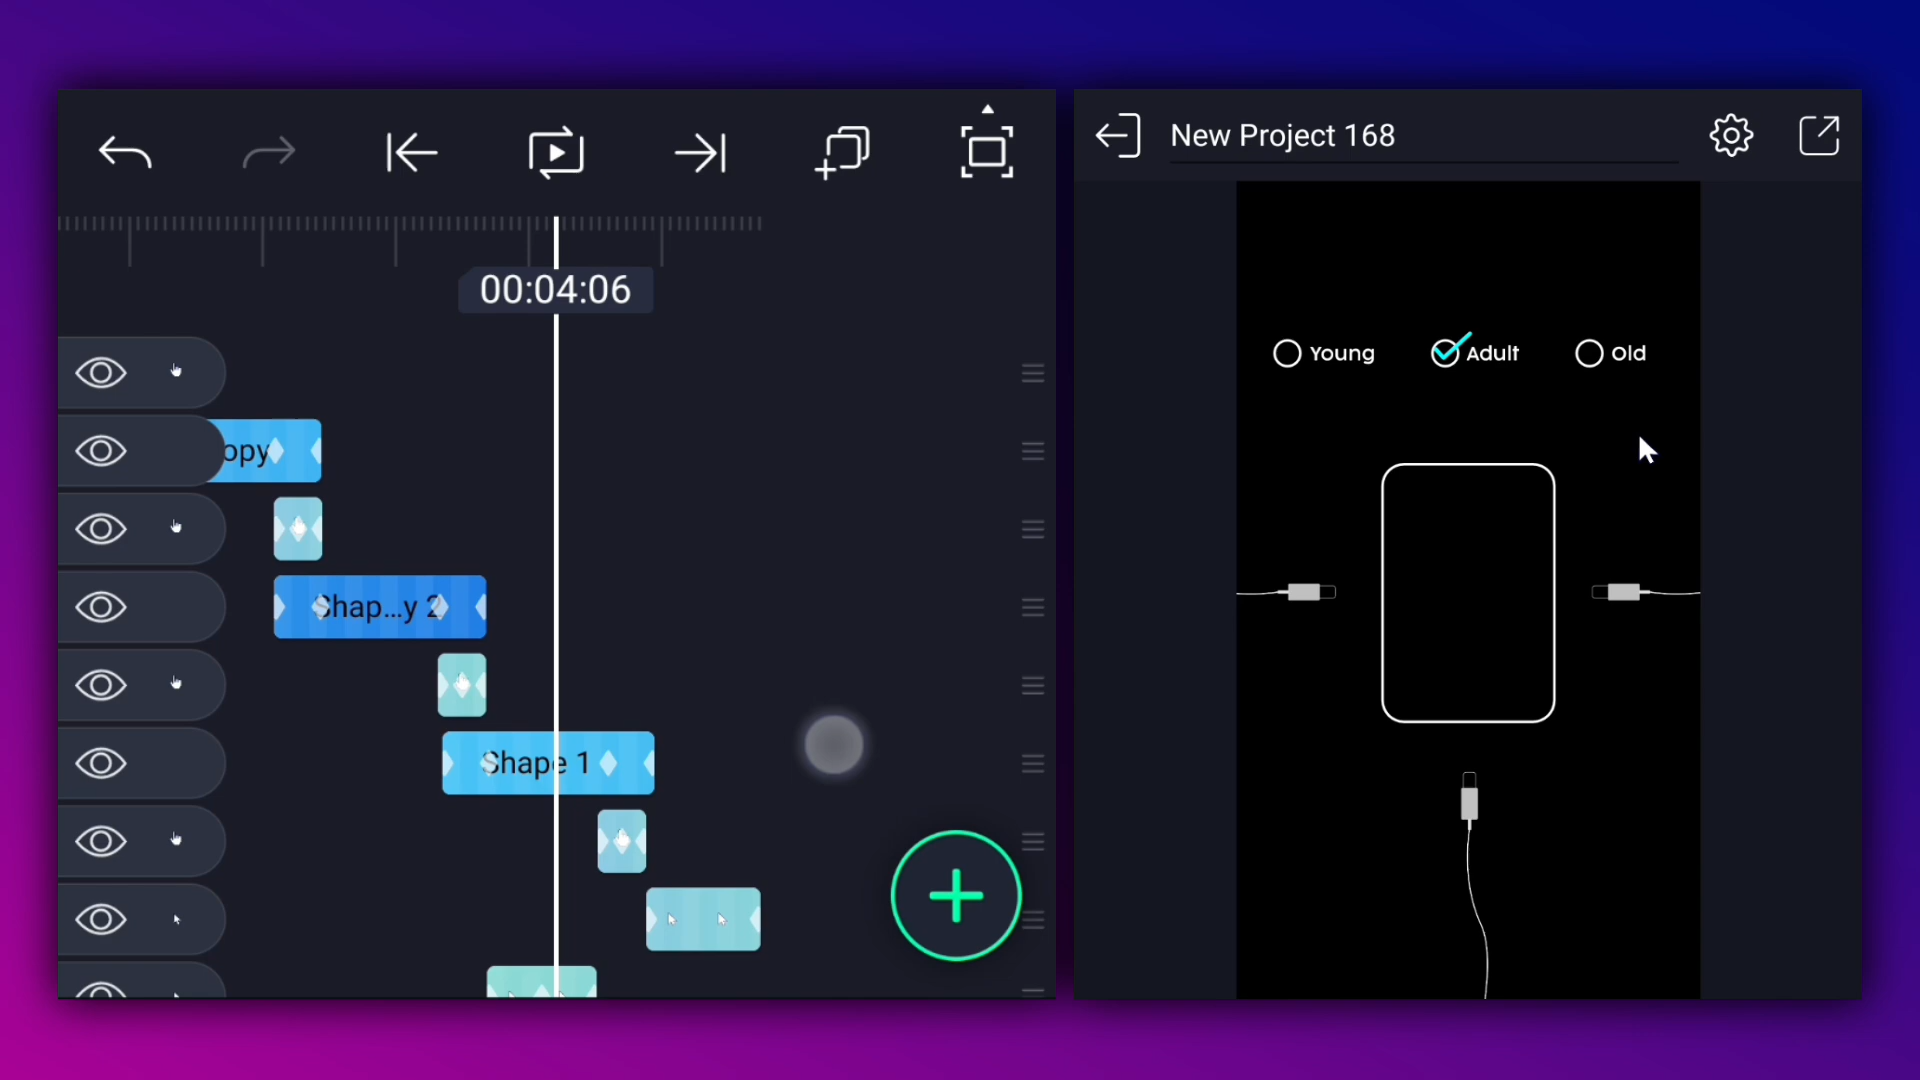 New Project 168
00:04:06
opy
Shap...y 2
Shape 1
Young
Adult
Old